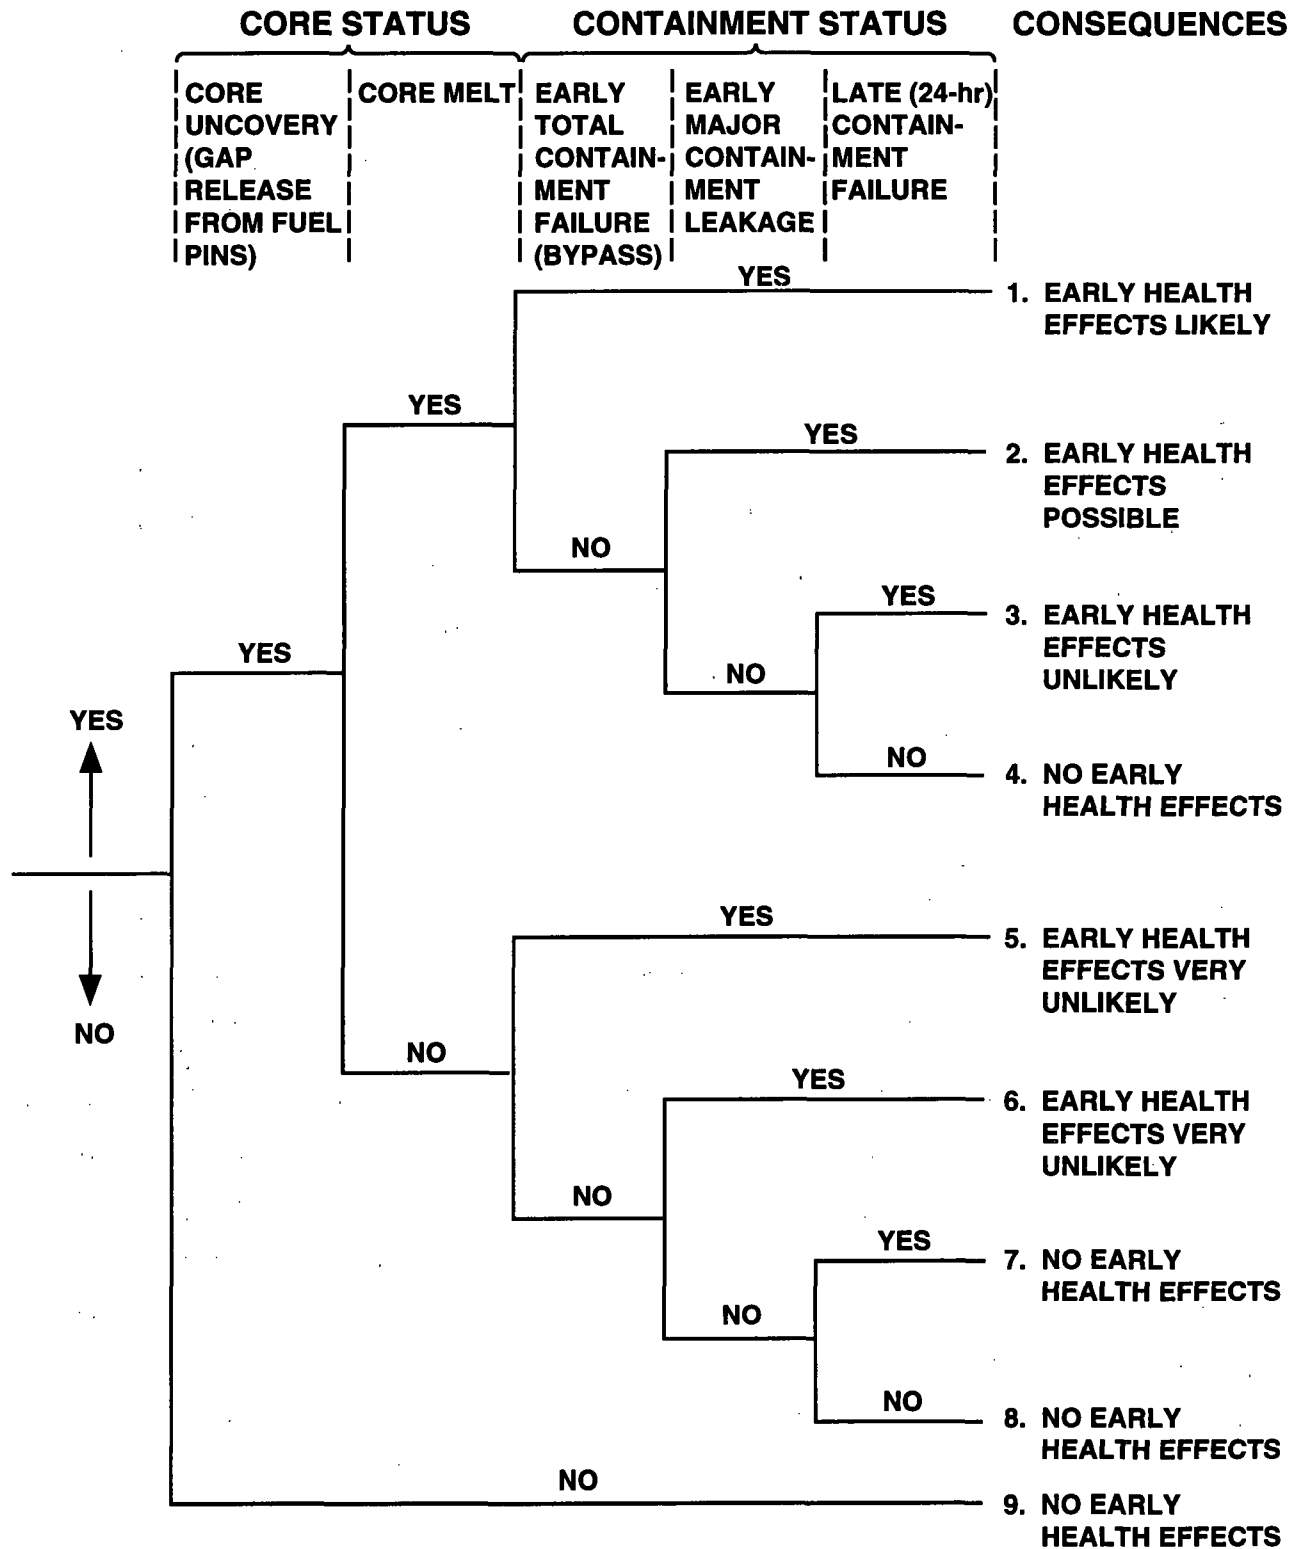 CORE STATUS
CONTAINMENT STATUS
CONSEQUENCES
CORE
UNCOVERY
(GAP
RELEASE
FROM FUEL
PINS)
CORE MELT
EARLY
TOTAL
CONTAIN-
MENT
FAILURE
(BYPASS)
EARLY
MAJOR
CONTAIN-
MENT
LEAKAGE
LATE (24-hr)
CONTAIN-
MENT
FAILURE
YES
1. EARLY HEALTH
EFFECTS LIKELY
YES
YES
2. EARLY HEALTH
EFFECTS
POSSIBLE
NO
YES
3. EARLY HEALTH
EFFECTS
UNLIKELY
YES
NO
YES
NO
4. NO EARLY
HEALTH EFFECTS
YES
5. EARLY HEALTH
EFFECTS VERY
UNLIKELY
NO
NO
YES
6. EARLY HEALTH
EFFECTS VERY
UNLIKELY
NO
YES
7. NO EARLY
HEALTH EFFECTS
NO
NO
8. NO EARLY
HEALTH EFFECTS
NO
9. NO EARLY
HEALTH EFFECTS